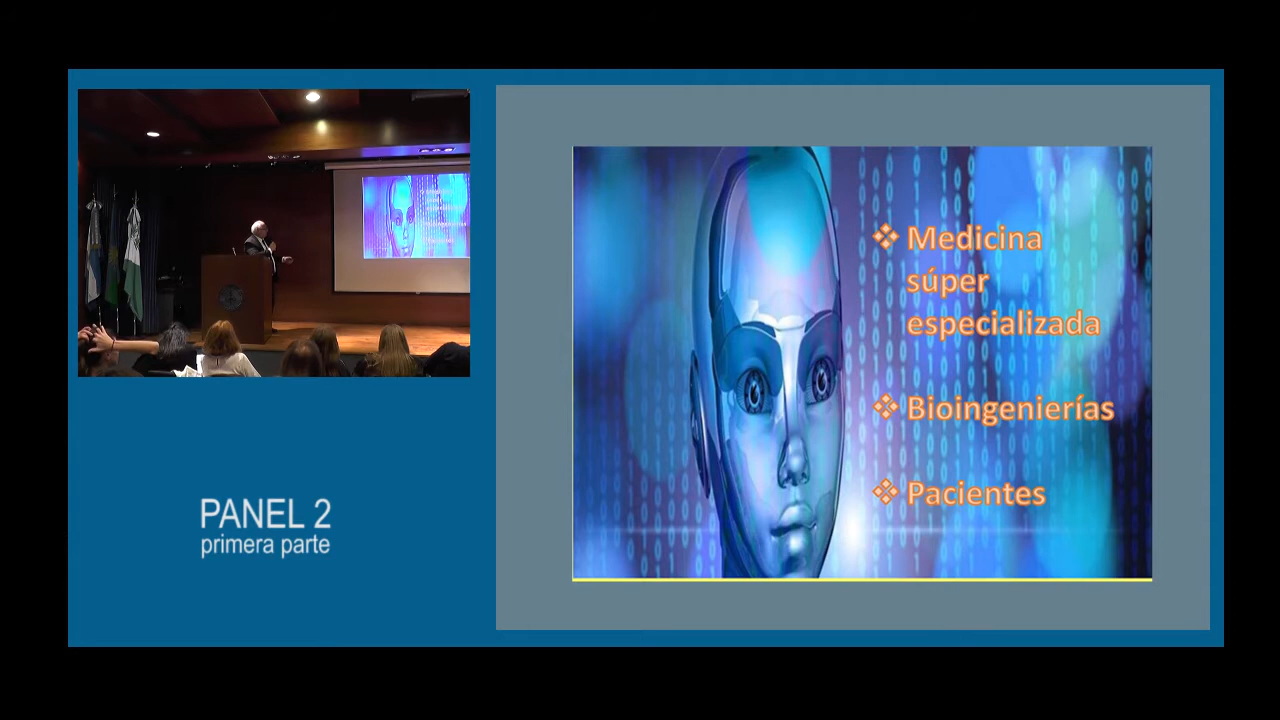 PANEL 2
primera parte
❖ Medicina
súper
especializada
❖ Bioingenierías
❖ Pacientes